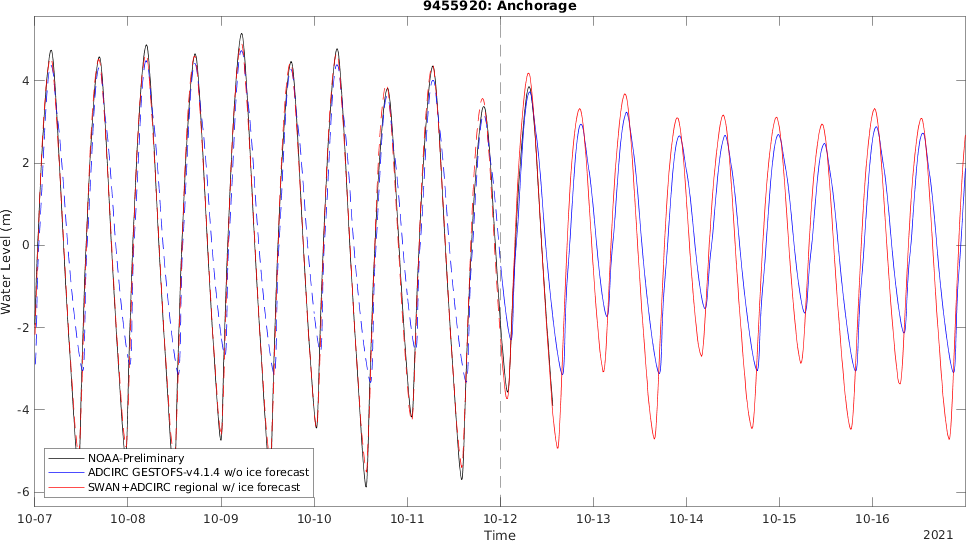 9455920: Anchorage
4
2
0
-2
-4
-6
Water Level (m)
NOAA-Preliminary
ADCIRC GESTOFS-v4.1.4 w/o ice forecast
SWAN+ADCIRC regional w/ ice forecast
10-07 10-08 10-09 10-10 10-11 10-12 10-13 10-14 10-15 10-16
Time
2021